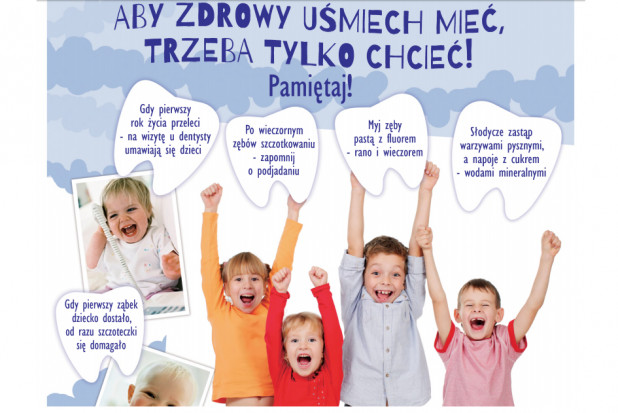 ABY ZDROWY UŚMIECH MIEĆ,
TRZEBA TYLKO CHCIEĆ!
Pamiętaj!
Gdy pierwszy
rok życia przeleci
- na wizytę u dentysty
umawiają się dzieci
Po wieczornym
zębów szczotkowaniu
- zapomnij
o podjadaniu
Myj zęby
pastą z fluorem
- rano i wieczorem
Słodycze zastąp
warzywami pysznymi,
a napoje z cukrem
- wodami mineralnymi
Gdy pierwszy ząbek
dziecko dostało,
od razu szczoteczki
się domagało